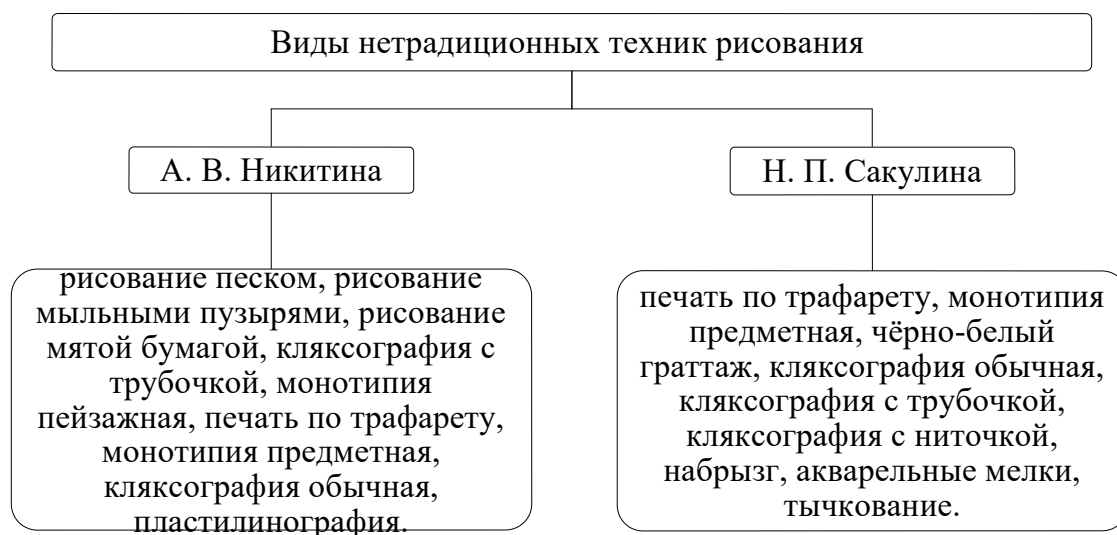 Виды нетрадиционных техник рисования
А. В. Никитина
Н. П. Сакулина
рисование песком, рисование
мыльными пузырями, рисование
мятой бумагой, кляксография с
трубочкой, монотипия
пейзажная, печать по трафарету,
монотипия предметная,
кляксография обычная,
пластилинография.
печать по трафарету, монотипия
предметная, чёрно-белый
граттаж, кляксография обычная,
кляксография с трубочкой,
кляксография с ниточкой,
набрызг, акварельные мелки,
тычкование.